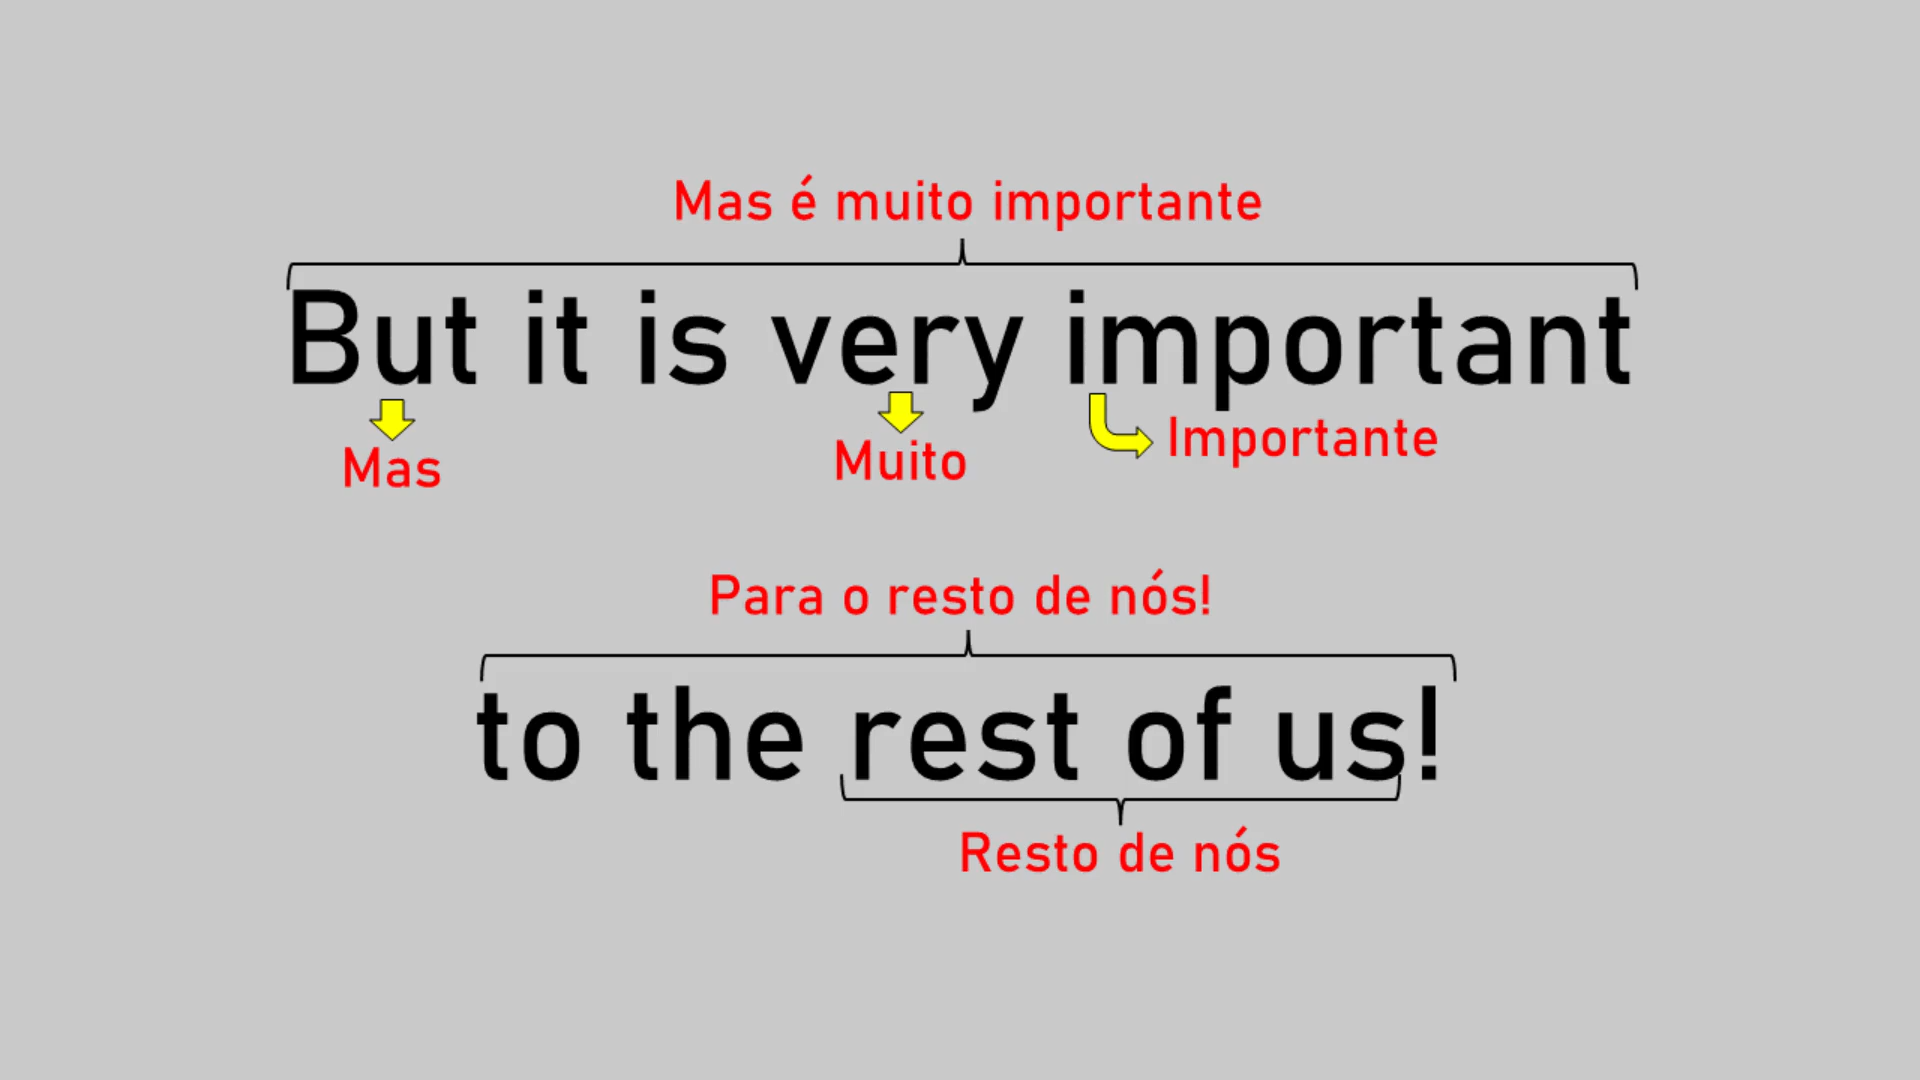 Mas é muito importante
But it is very important
Mas Muito Importante
Para o resto de nós!
to the rest of us!
Resto de nós